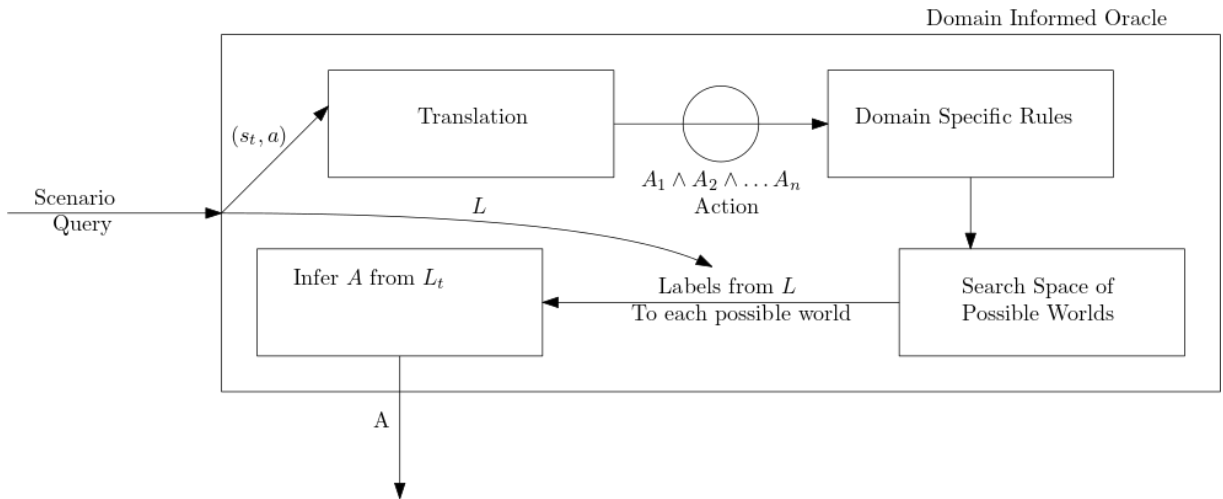 Domain Informed Oracle
Translation
Domain Specific Rules
(s_t, a)
A_1 ∧ A_2 ∧ … A_n
Action
Scenario
Query
L
Infer A from L_t
Labels from L
To each possible world
Search Space of
Possible Worlds
A